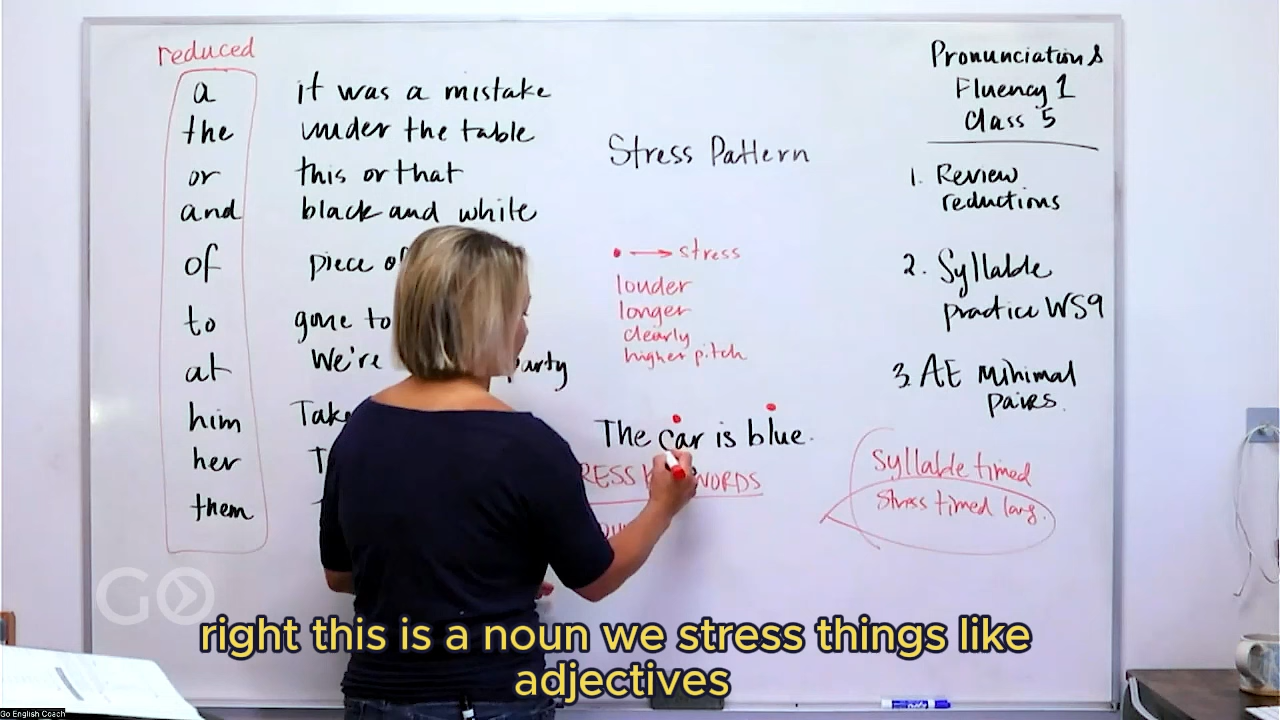 reduced
a it was a mistake
the under the table
or this or that
and black and white
of piece
to gone to
at We're party
him Take
her
them
Stress Pattern
• → stress
louder
longer
clearly
higher pitch
The car is blue.
WORDS
Pronunciation &
Fluency 1
Class 5
1. Review
reductions
2. Syllable
practice WS9
3. AE Minimal
pairs.
Syllable timed
Stress timed lang.
GO
right this is a noun we stress things like
adjectives
Go English Coach